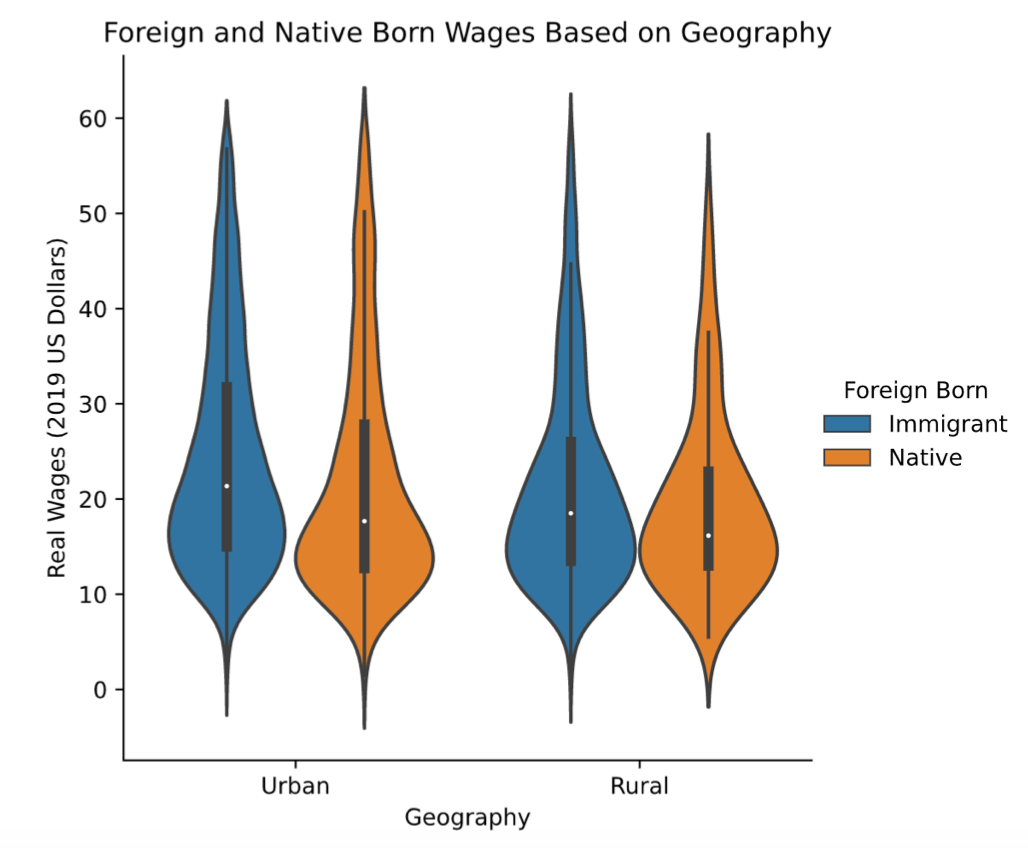 Foreign and Native Born Wages Based on Geography
Real Wages (2019 US Dollars)
60
50
40
30
20
10
0
Urban
Rural
Geography
Foreign Born
Immigrant
Native